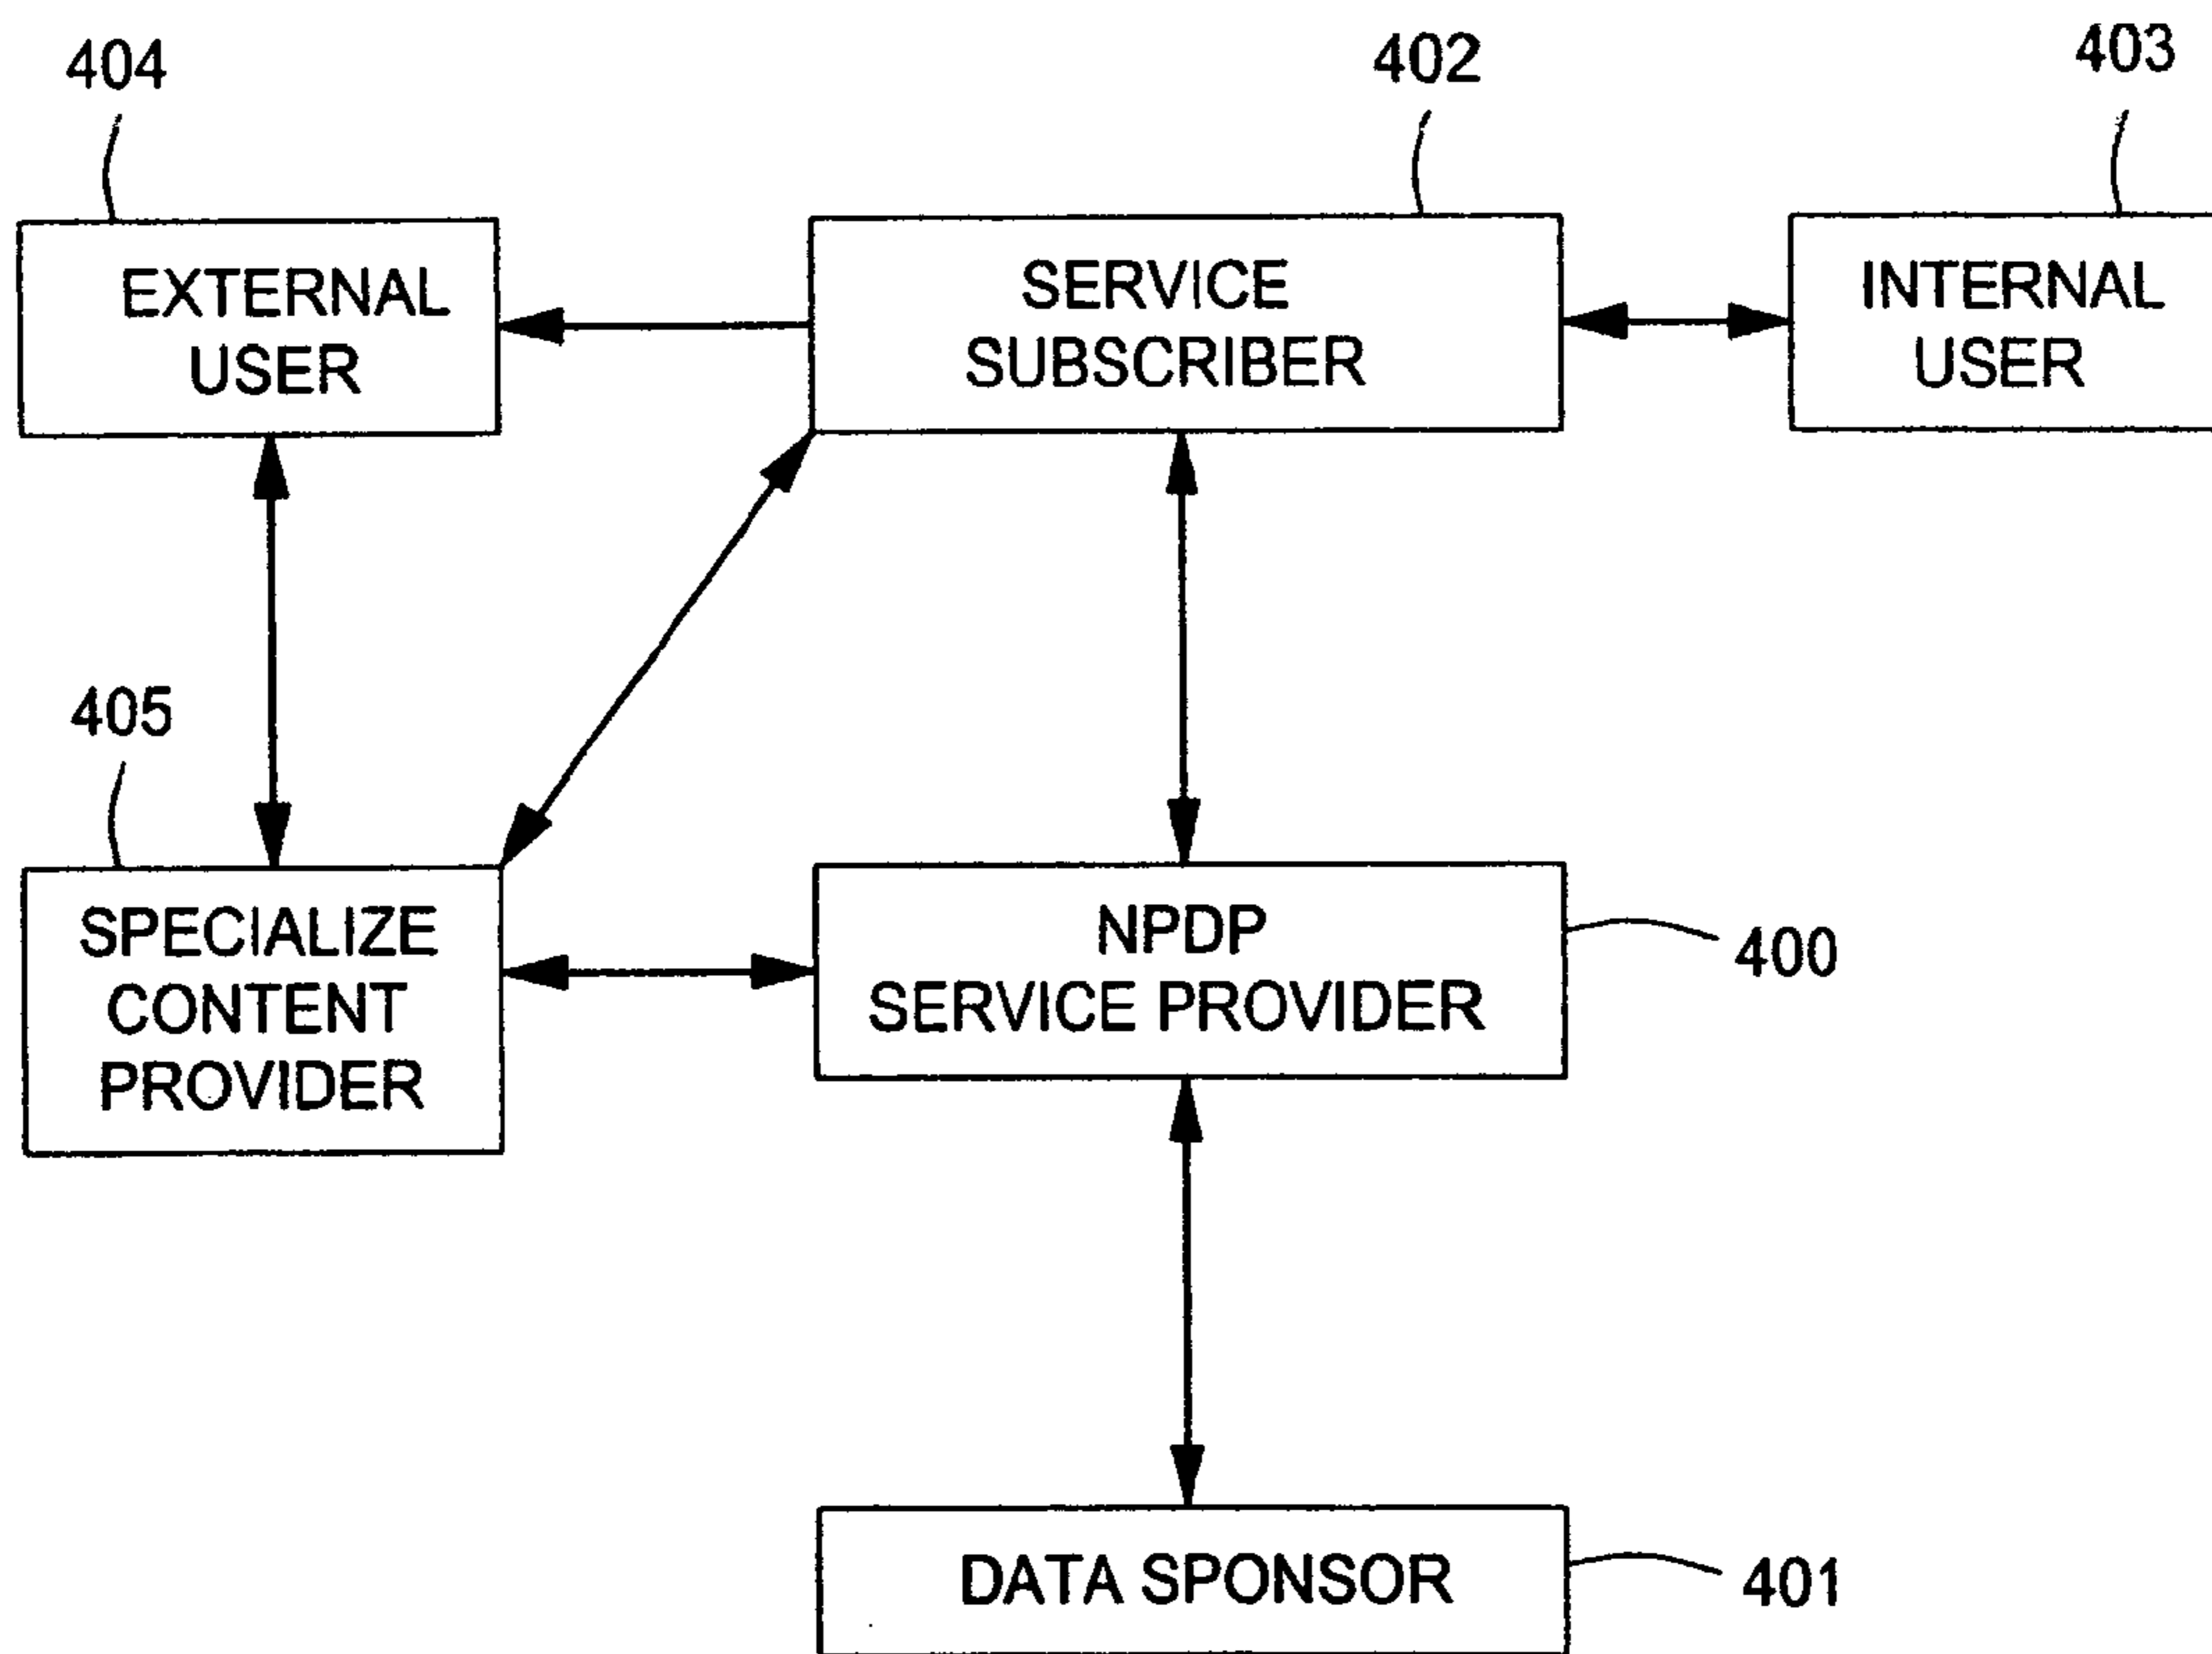 404
402
403
EXTERNAL
USER
SERVICE
SUBSCRIBER
INTERNAL
USER
405
SPECIALIZE
CONTENT
PROVIDER
NPDP
SERVICE PROVIDER
400
DATA SPONSOR
401